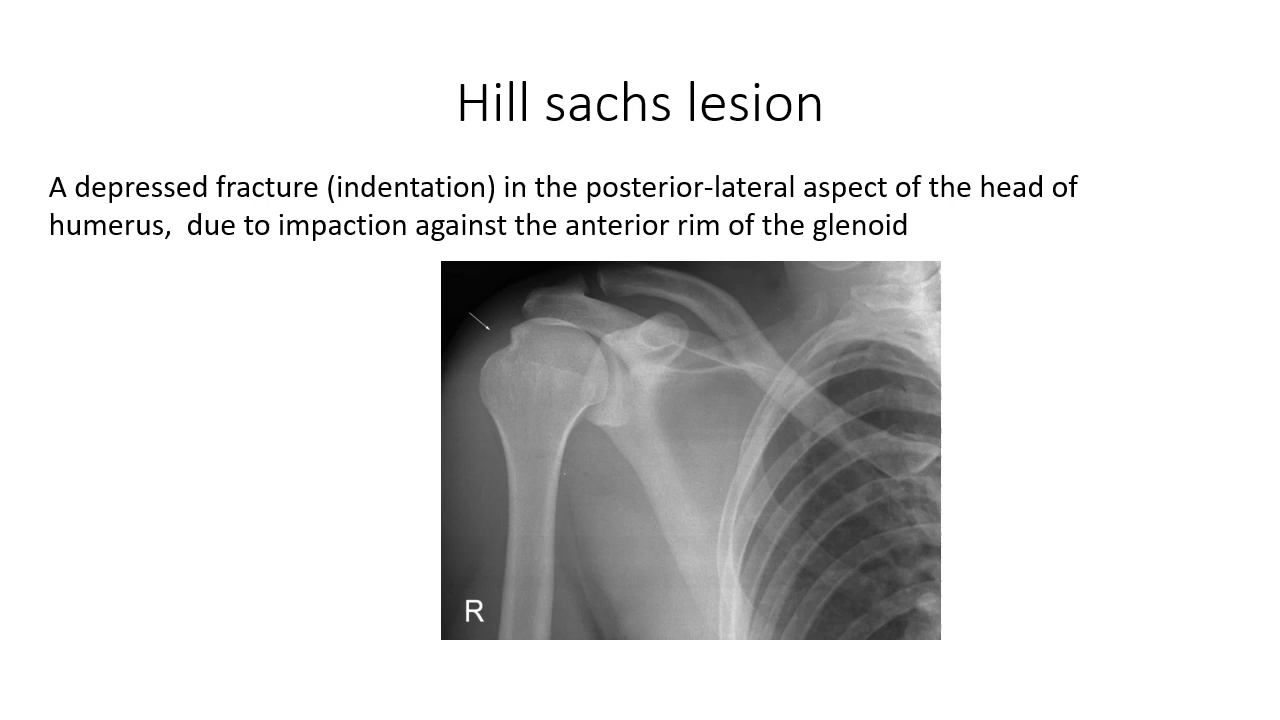 Hill sachs lesion
A depressed fracture (indentation) in the posterior-lateral aspect of the head of
humerus,  due to impaction against the anterior rim of the glenoid
R